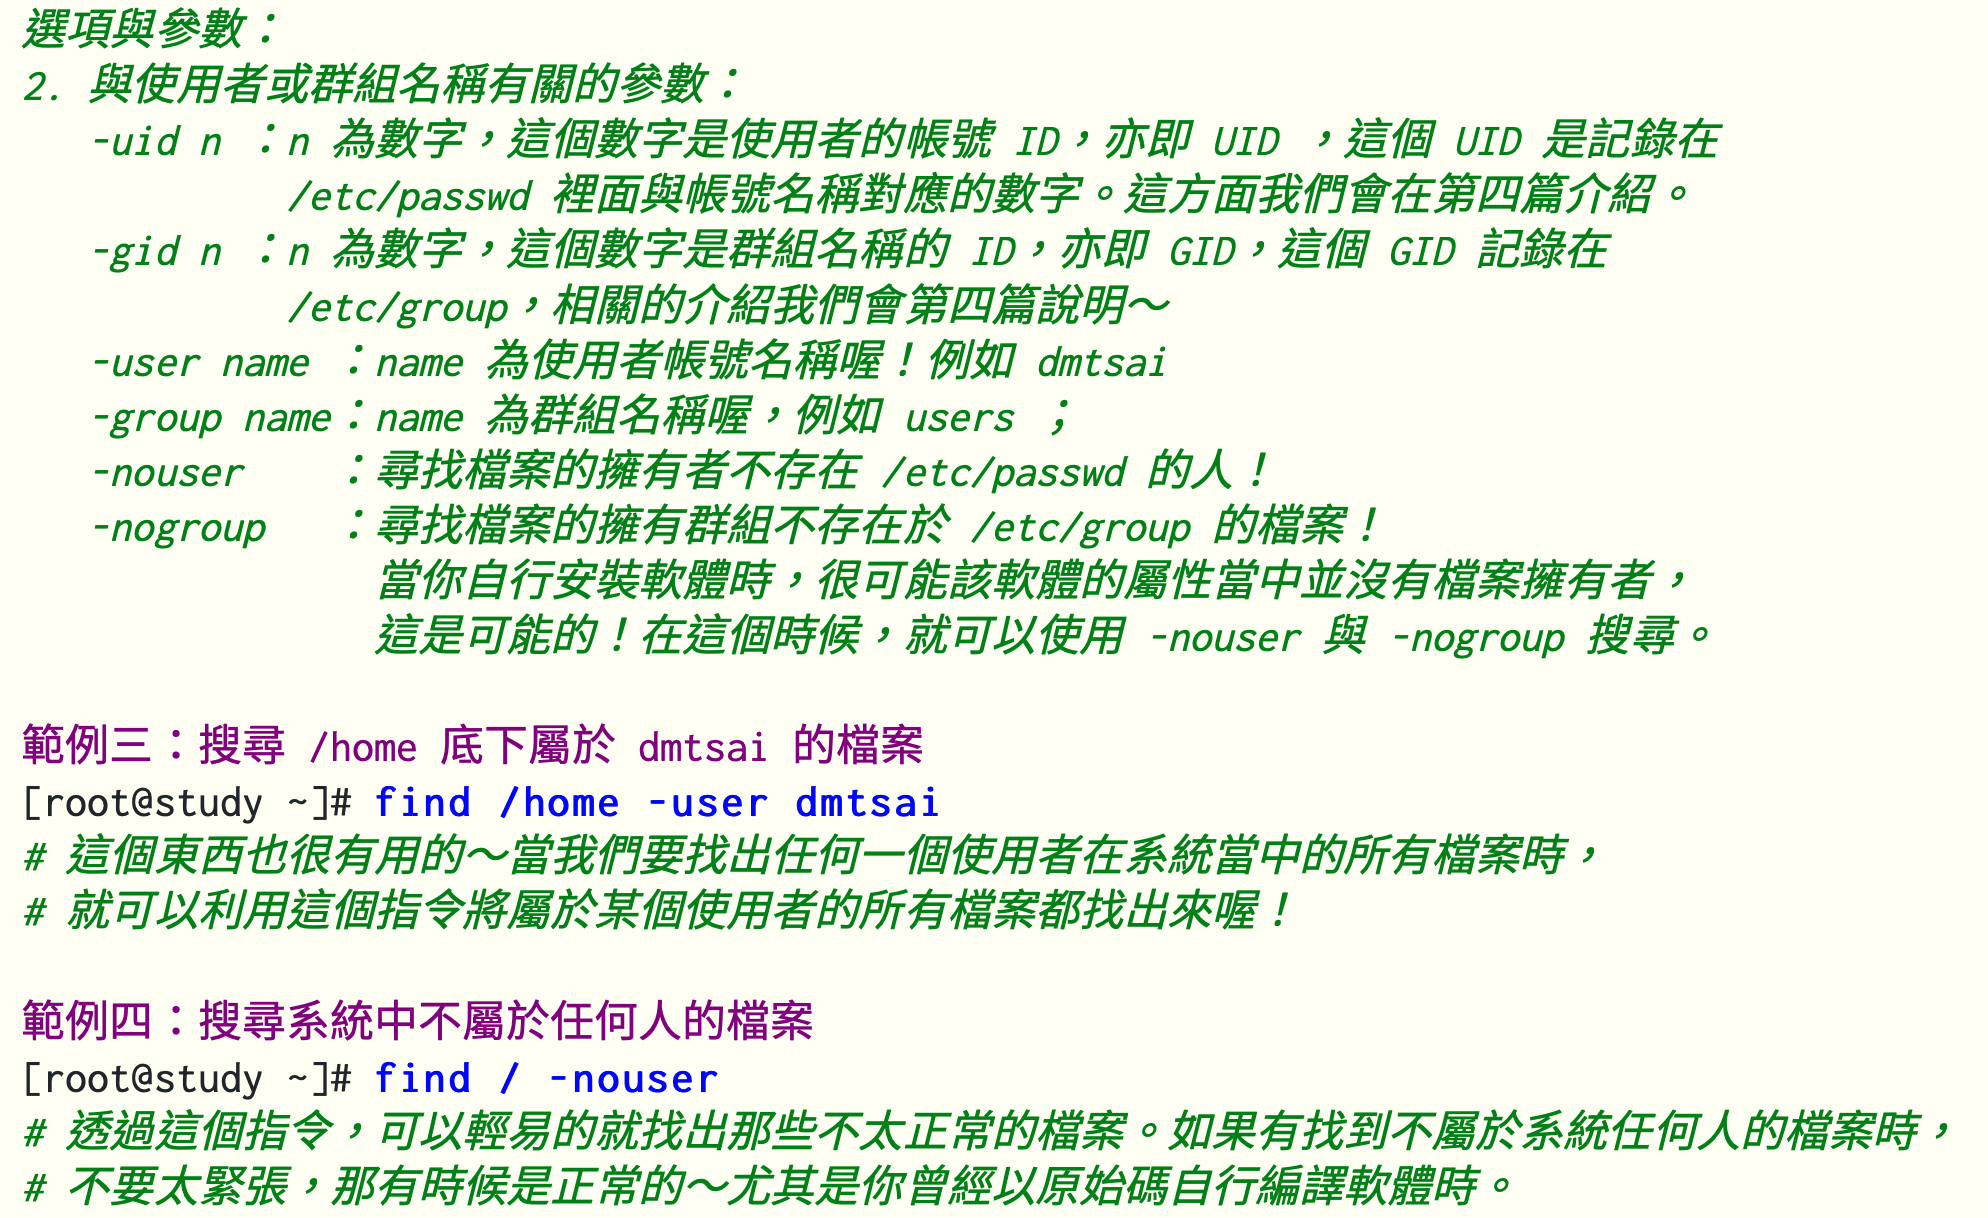 選項與參數：
2. 與使用者或群組名稱有關的參數：
   -uid n ：n 為數字，這個數字是使用者的帳號 ID，亦即 UID ，這個 UID 是記錄在
            /etc/passwd 裡面與帳號名稱對應的數字。這方面我們會在第四篇介紹。
   -gid n ：n 為數字，這個數字是群組名稱的 ID，亦即 GID，這個 GID 記錄在
            /etc/group，相關的介紹我們會第四篇說明～
   -user name ：name 為使用者帳號名稱喔！例如 dmtsai
   -group name：name 為群組名稱喔，例如 users ；
   -nouser    ：尋找檔案的擁有者不存在 /etc/passwd 的人！
   -nogroup   ：尋找檔案的擁有群組不存在於 /etc/group 的檔案！
                當你自行安裝軟體時，很可能該軟體的屬性當中並沒有檔案擁有者，
                這是可能的！在這個時候，就可以使用 -nouser 與 -nogroup 搜尋。
範例三：搜尋 /home 底下屬於 dmtsai 的檔案
[root@study ~]# find /home -user dmtsai
# 這個東西也很有用的～當我們要找出任何一個使用者在系統當中的所有檔案時，
# 就可以利用這個指令將屬於某個使用者的所有檔案都找出來喔！
範例四：搜尋系統中不屬於任何人的檔案
[root@study ~]# find / -nouser
# 透過這個指令，可以輕易的就找出那些不太正常的檔案。如果有找到不屬於系統任何人的檔案時，
# 不要太緊張，那有時候是正常的～尤其是你曾經以原始碼自行編譯軟體時。